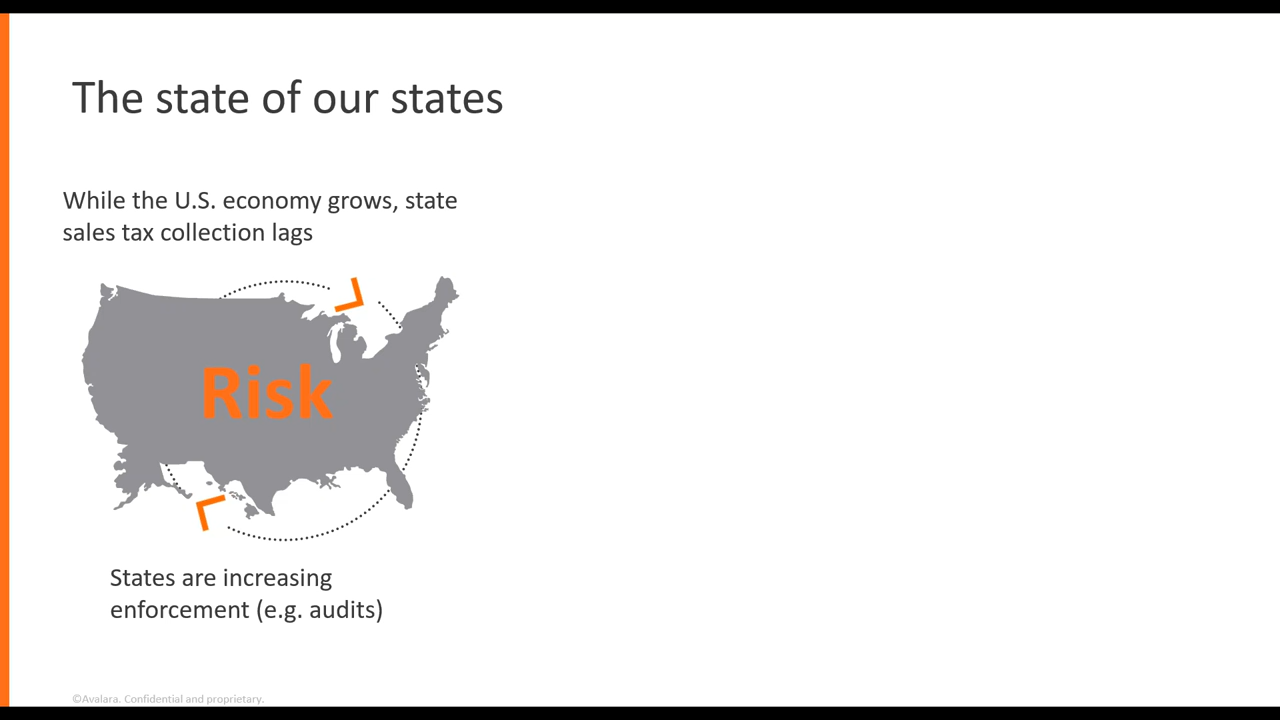 The state of our states
While the U.S. economy grows, state
sales tax collection lags
Risk
States are increasing
enforcement (e.g. audits)
©Avalara. Confidential and proprietary.